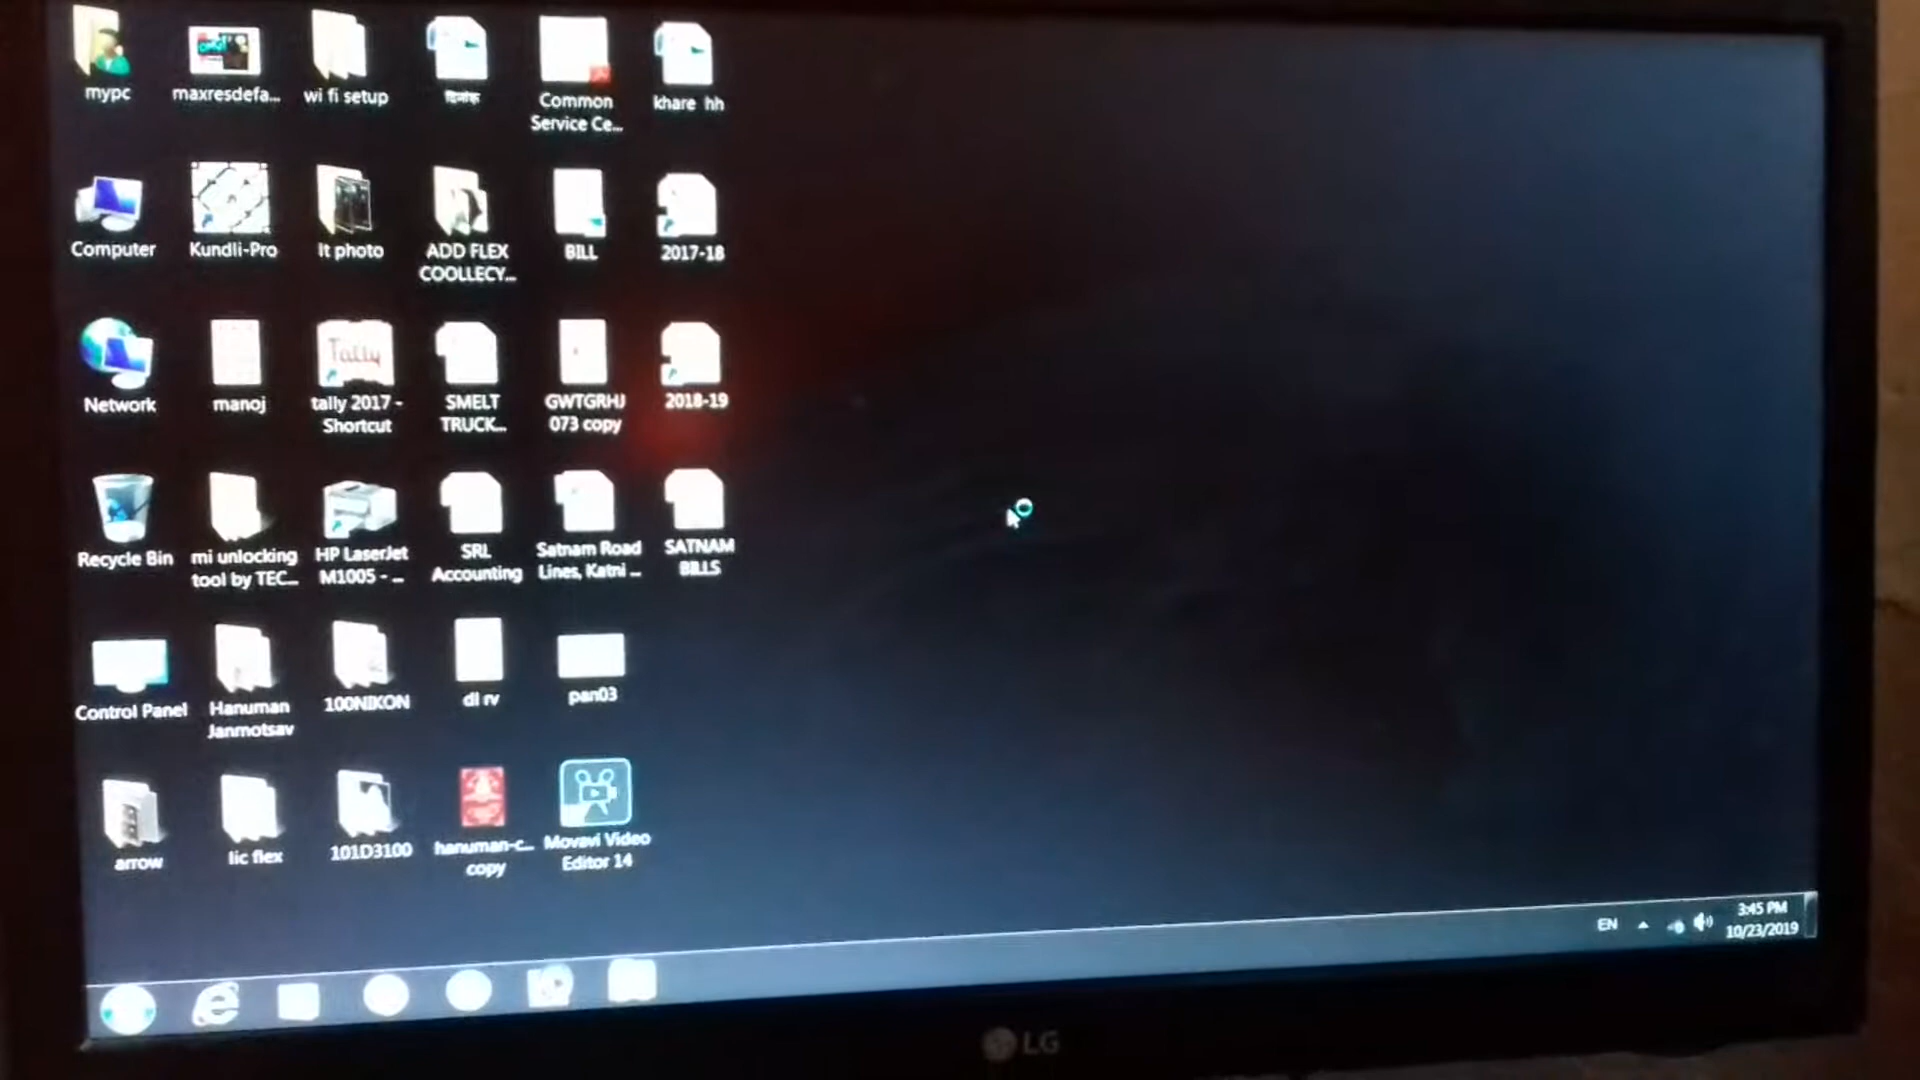 mypc
maxresdefa...
wi fi setup
दिनांक
Common
Service Ce...
khare hh
Computer
Kundli-Pro
lt photo
ADD FLEX
COOLLECY...
BILL
2017-18
Network
manoj
Tally
tally 2017 -
Shortcut
SMELT
TRUCK...
GWTGRHJ
073 copy
2018-19
Recycle Bin
mi unlocking
tool by TEC...
HP LaserJet
M1005 - ...
SRL
Accounting
Satnam Road
Lines, Katni ...
SATNAM
BILLS
Control Panel
Hanuman
Janmotsav
100NIKON
dl rv
pan03
arrow
lic flex
101D3100
hanuman-c...
copy
Movavi Video
Editor 14
EN
3:45 PM
10/23/2019
LG